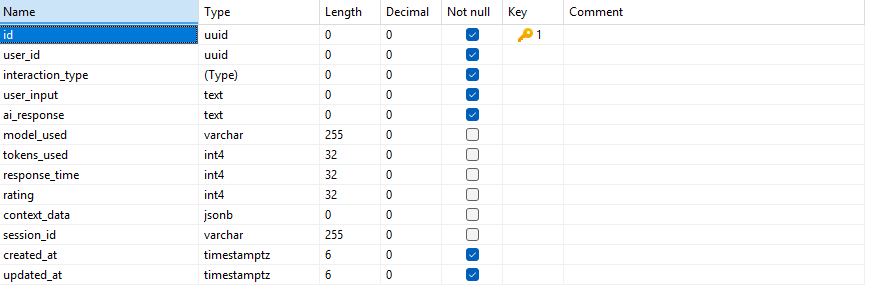 Name Type Length Decimal Not null Key Comment
id uuid 0 0 1
user_id uuid 0 0
interaction_type (Type) 0 0
user_input text 0 0
ai_response text 0 0
model_used varchar 255 0
tokens_used int4 32 0
response_time int4 32 0
rating int4 32 0
context_data jsonb 0 0
session_id varchar 255 0
created_at timestamptz 6 0
updated_at timestamptz 6 0